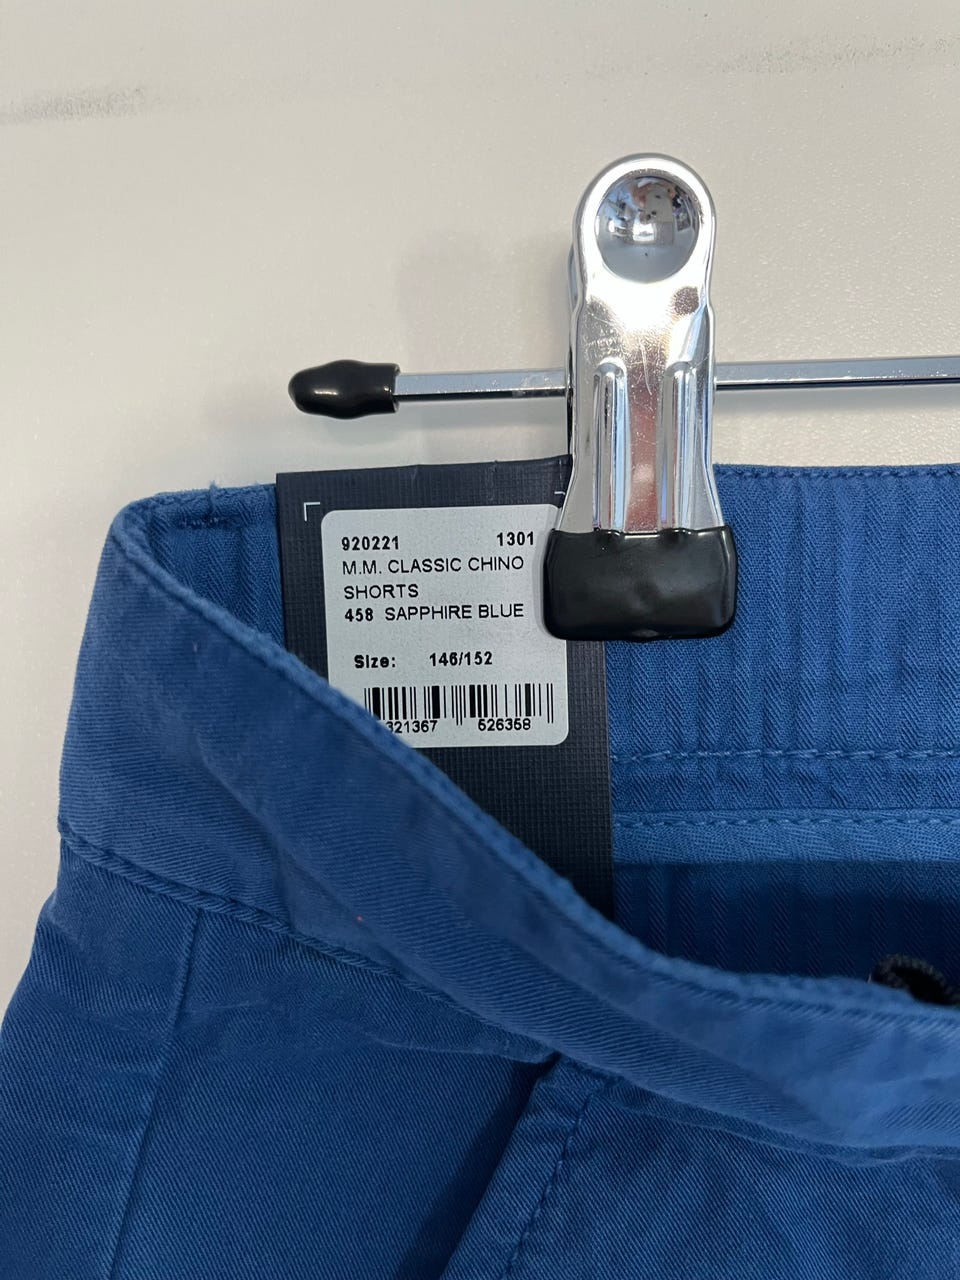 920221 1301
M.M. CLASSIC CHINO
SHORTS
458 SAPPHIRE BLUE
Size: 146/152
321367 526358